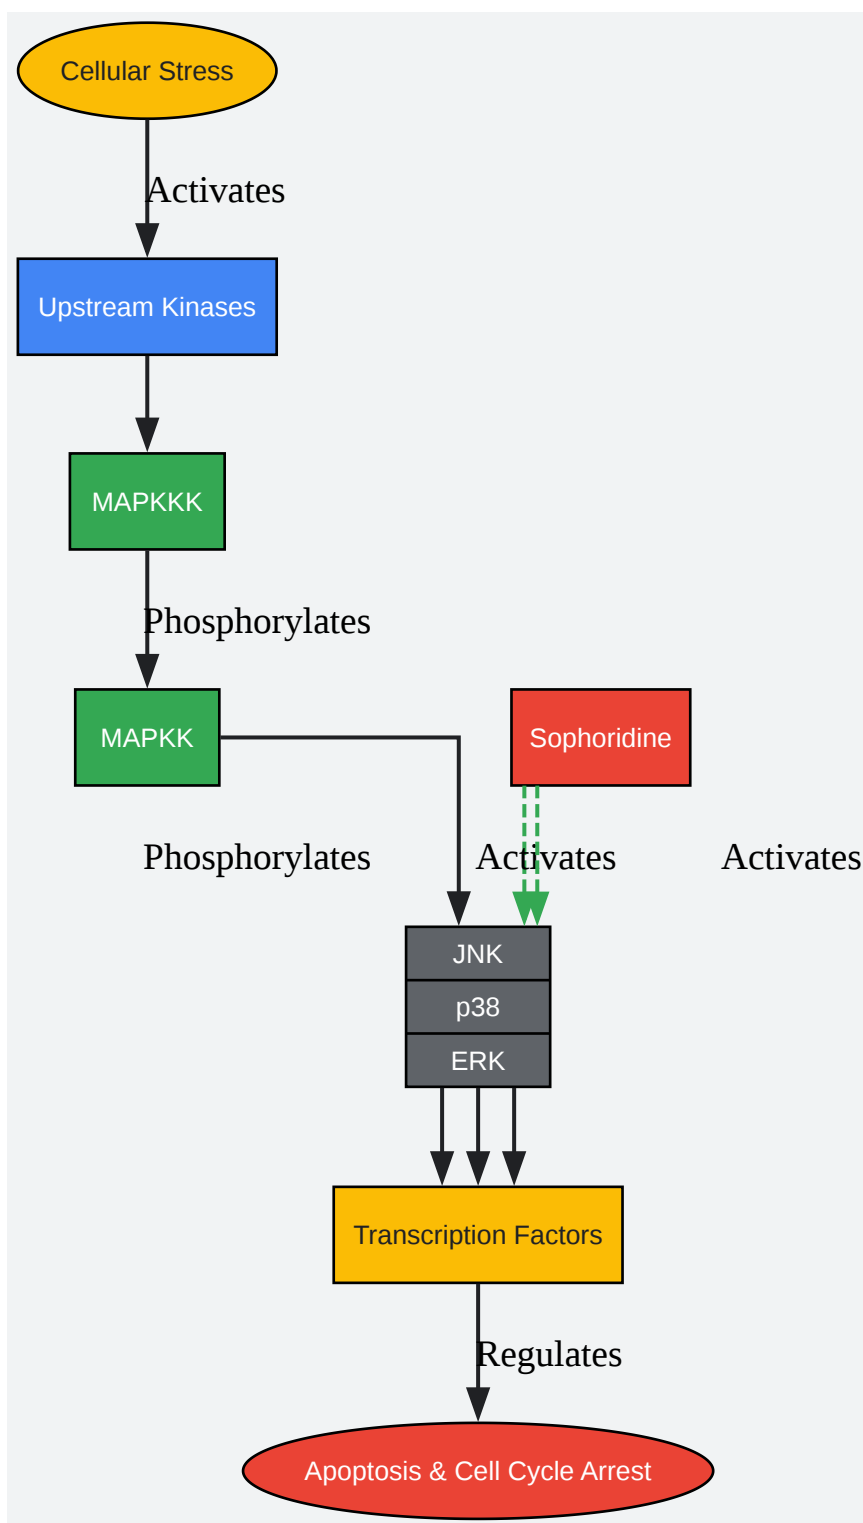 Cellular Stress
Activates
Upstream Kinases
MAPKKK
Phosphorylates
MAPKK
Sophoridine
Phosphorylates
Activates
Activates
JNK
p38
ERK
Transcription Factors
Regulates
Apoptosis & Cell Cycle Arrest